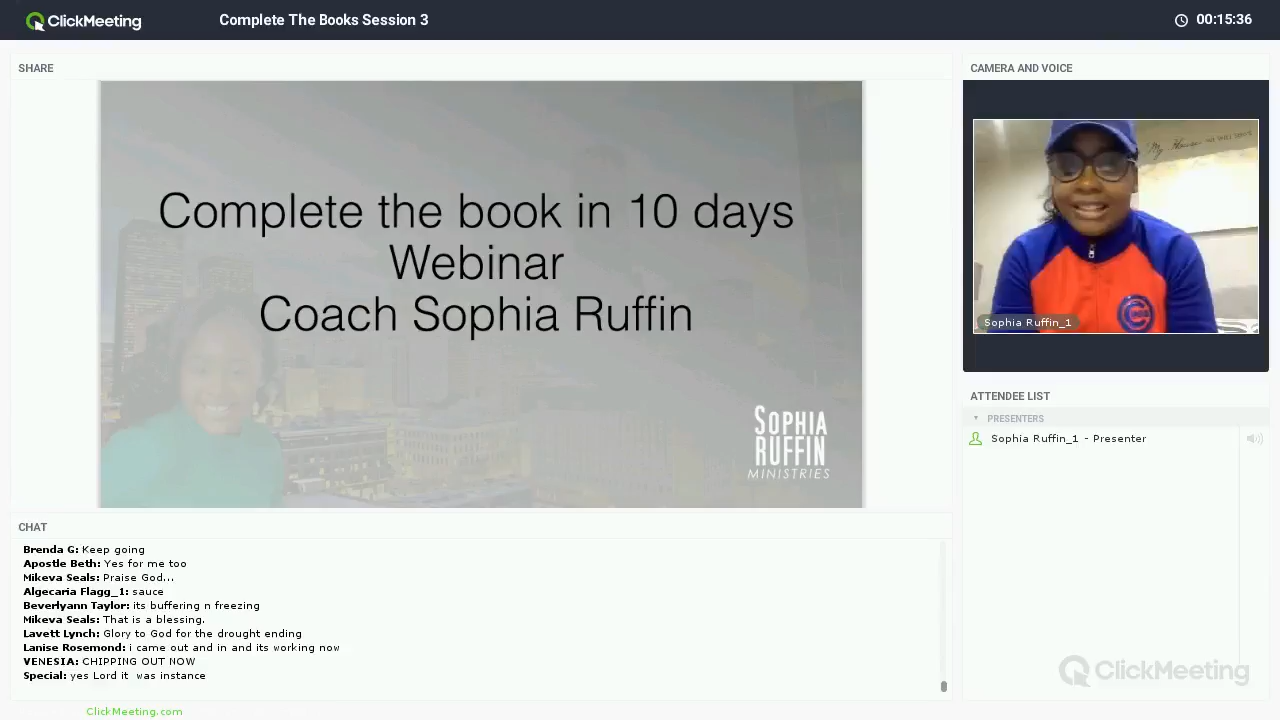 ClickMeeting
Complete The Books Session 3
00:15:36
SHARE
Complete the book in 10 days
Webinar
Coach Sophia Ruffin
SOPHIA
RUFFIN
MINISTRIES
CAMERA AND VOICE
My House
Sophia Ruffin_1
ATTENDEE LIST
PRESENTERS
Sophia Ruffin_1 - Presenter
CHAT
Brenda G: Keep going
Apostle Beth: Yes for me too
Mikeva Seals: Praise God...
Algecaria Flagg_1: sauce
Beverlyann Taylor: its buffering n freezing
Mikeva Seals: That is a blessing.
Lavett Lynch: Glory to God for the drought ending
Lanise Rosemond: i came out and in and its working now
VENESIA: CHIPPING OUT NOW
Special: yes Lord it  was instance
ClickMeeting
ClickMeeting.com